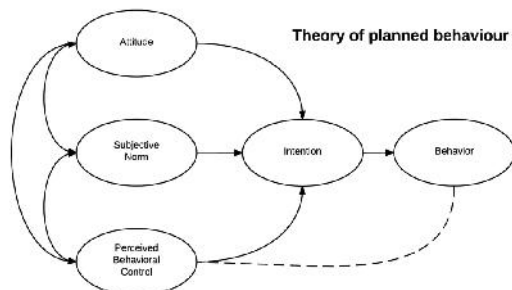 Theory of planned behaviour
Attitude
Subjective
Norm
Intention
Behavior
Perceived
Behavioral
Control